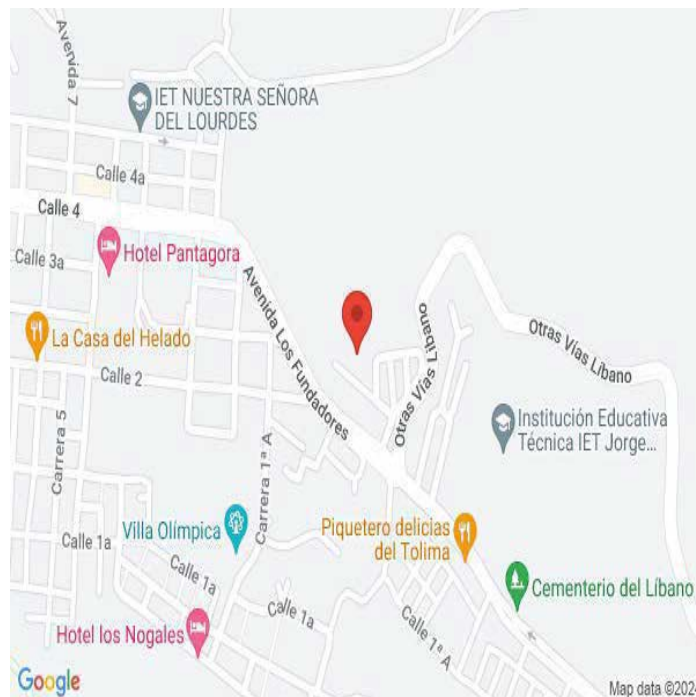 Avenida 7
IET NUESTRA SEÑORA
DEL LOURDES
Calle 4a
Calle 4
Hotel Pantagora
Calle 3a
Avenida Los Fundadores
Otras Vías Líbano
Otras Vías Líbano
La Casa del Helado
Calle 2
Institución Educativa
Técnica IET Jorge...
Carrera 5
Carrera 1ª A
Villa Olímpica
Piquetero delicias
del Tolima
Calle 1a
Calle 1a
Cementerio del Líbano
Calle 1a
Calle 1ª A
Hotel los Nogales
Google
Map data ©202